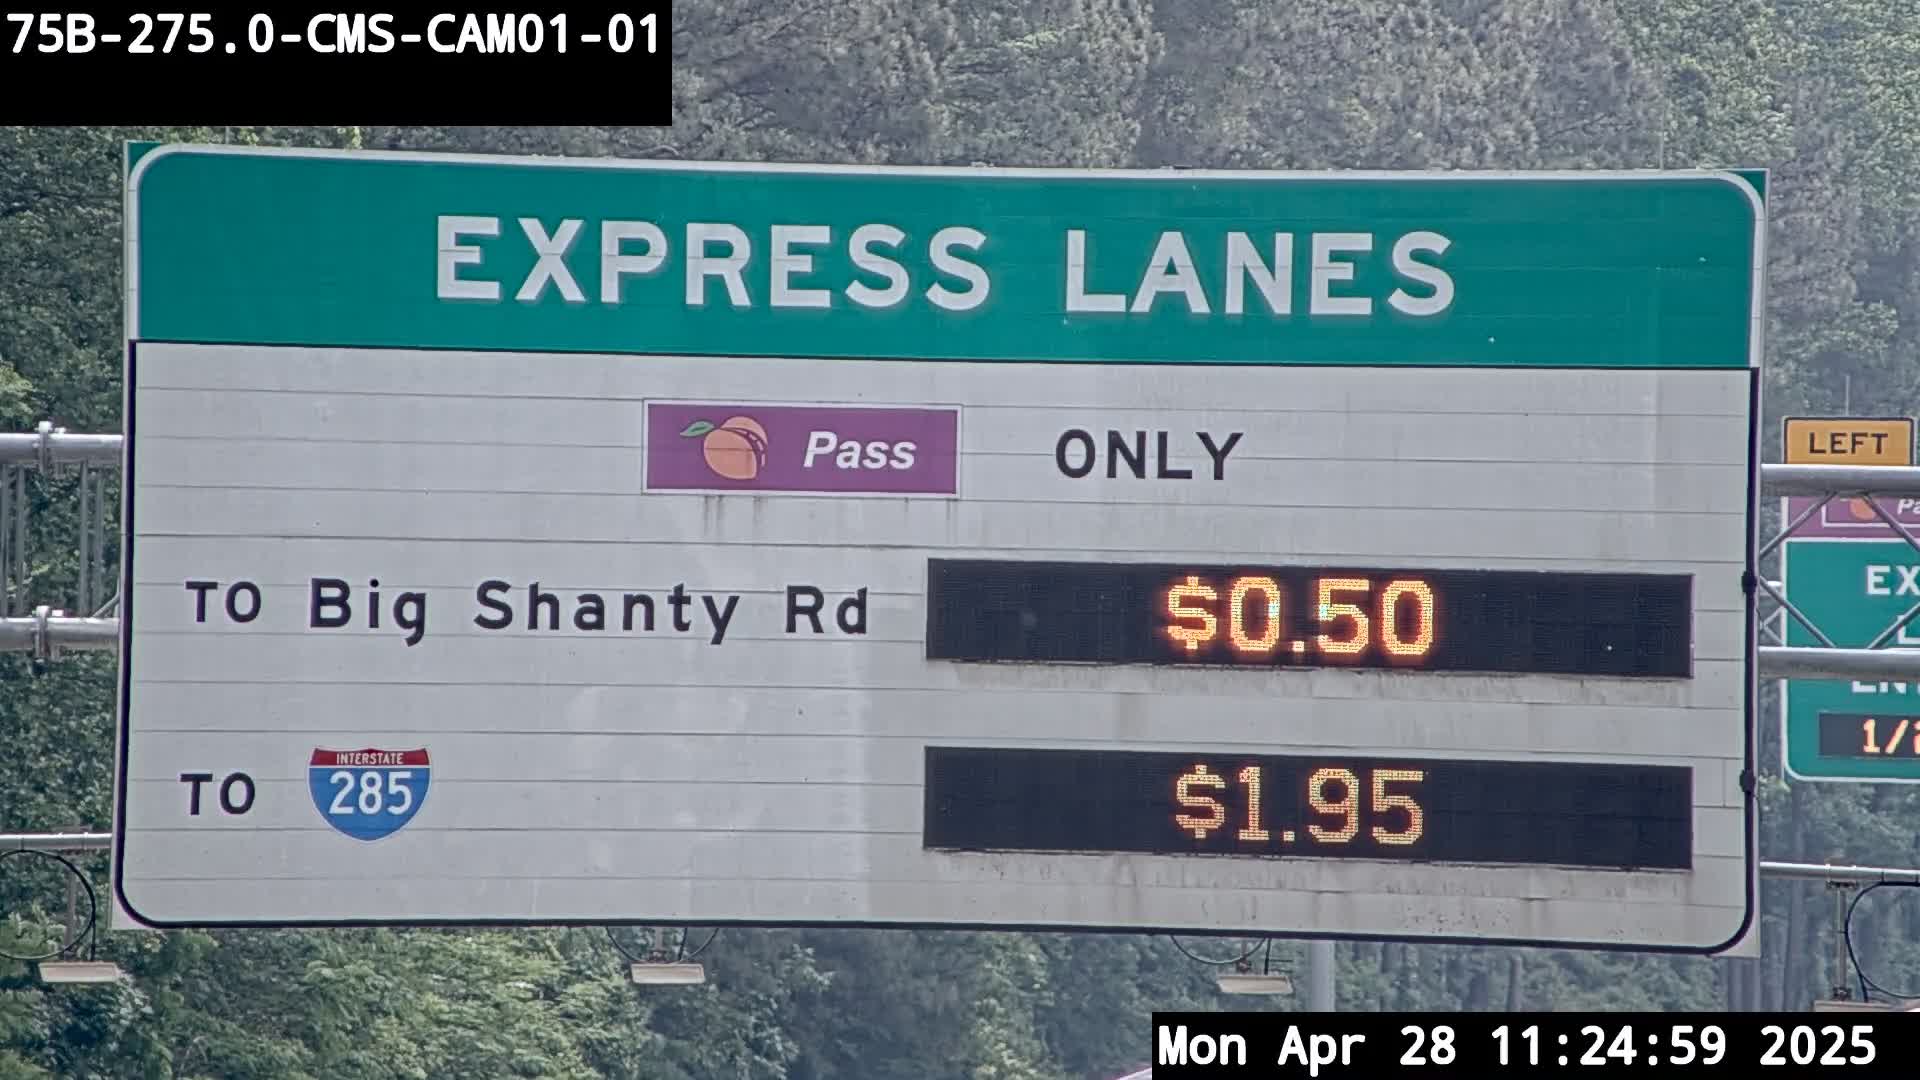 75B-275.0-CMS-CAM01-01
EXPRESS LANES
Pass ONLY
TO Big Shanty Rd $0.50
TO INTERSTATE 285 $1.95
LEFT
Mon Apr 28 11:24:59 2025